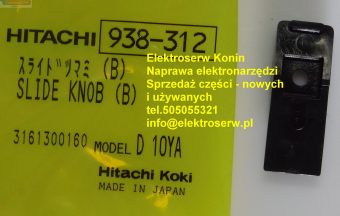 HITACHI 938-312
スライドツマミ (B)
SLIDE KNOB (B)
3161300160 MODEL D 10YA
Hitachi Koki
MADE IN JAPAN
Elektroserw Konin
Naprawa elektronarzędzi
Sprzedaż części - nowych
i używanych
tel.505055321
info@elektroserw.pl